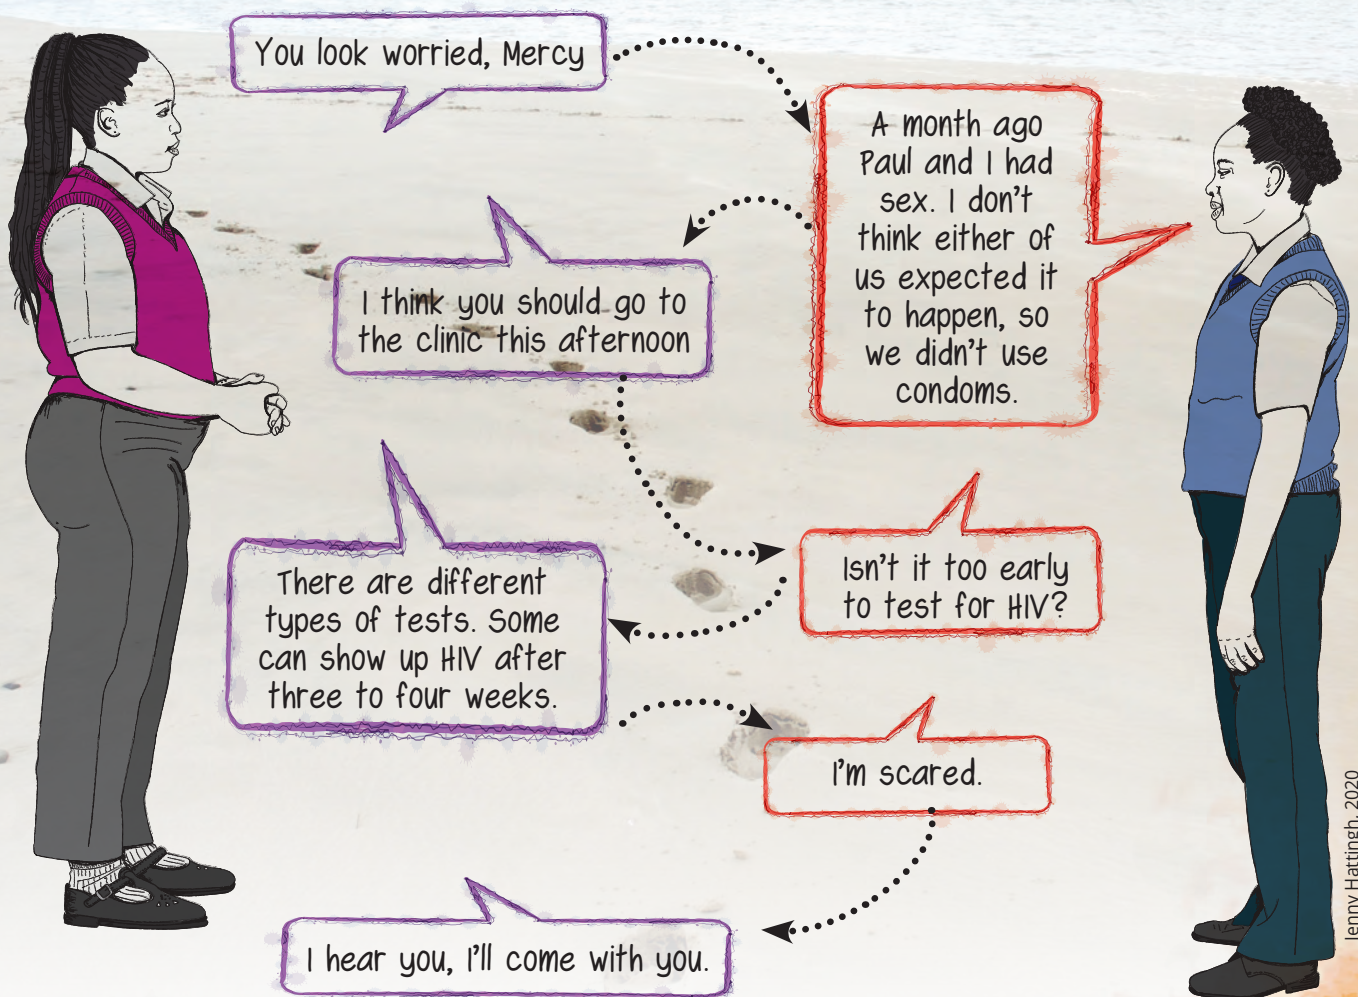 You look worried, Mercy
A month ago
Paul and I had
sex. I don't
think either of
us expected it
to happen, so
we didn't use
condoms.
I think you should go to
the clinic this afternoon
Isn't it too early
to test for HIV?
There are different
types of tests. Some
can show up HIV after
three to four weeks.
I'm scared.
I hear you, I'll come with you.
Jenny Hattingh, 2020